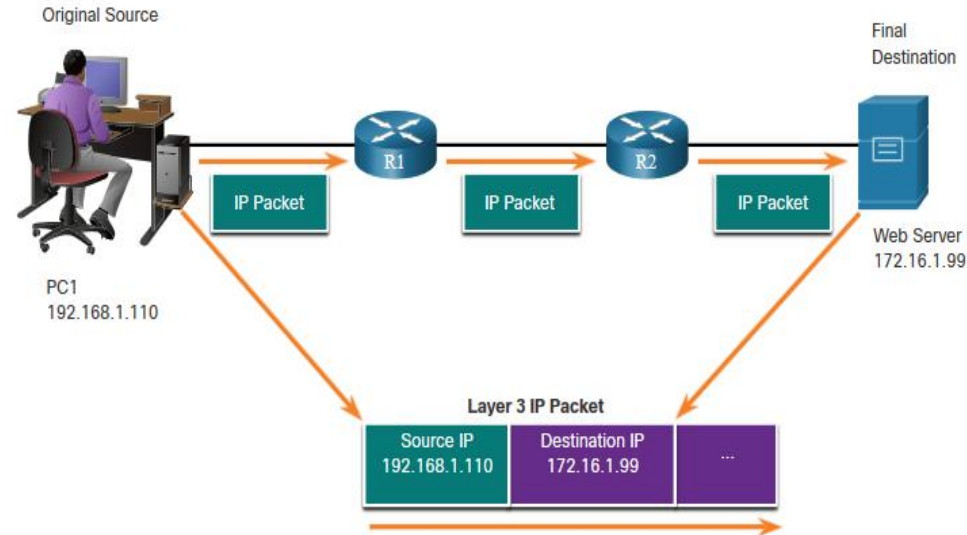 Original Source
Final
Destination
R1
R2
IP Packet
IP Packet
IP Packet
Web Server
172.16.1.99
PC1
192.168.1.110
Layer 3 IP Packet
Source IP
192.168.1.110
Destination IP
172.16.1.99
...